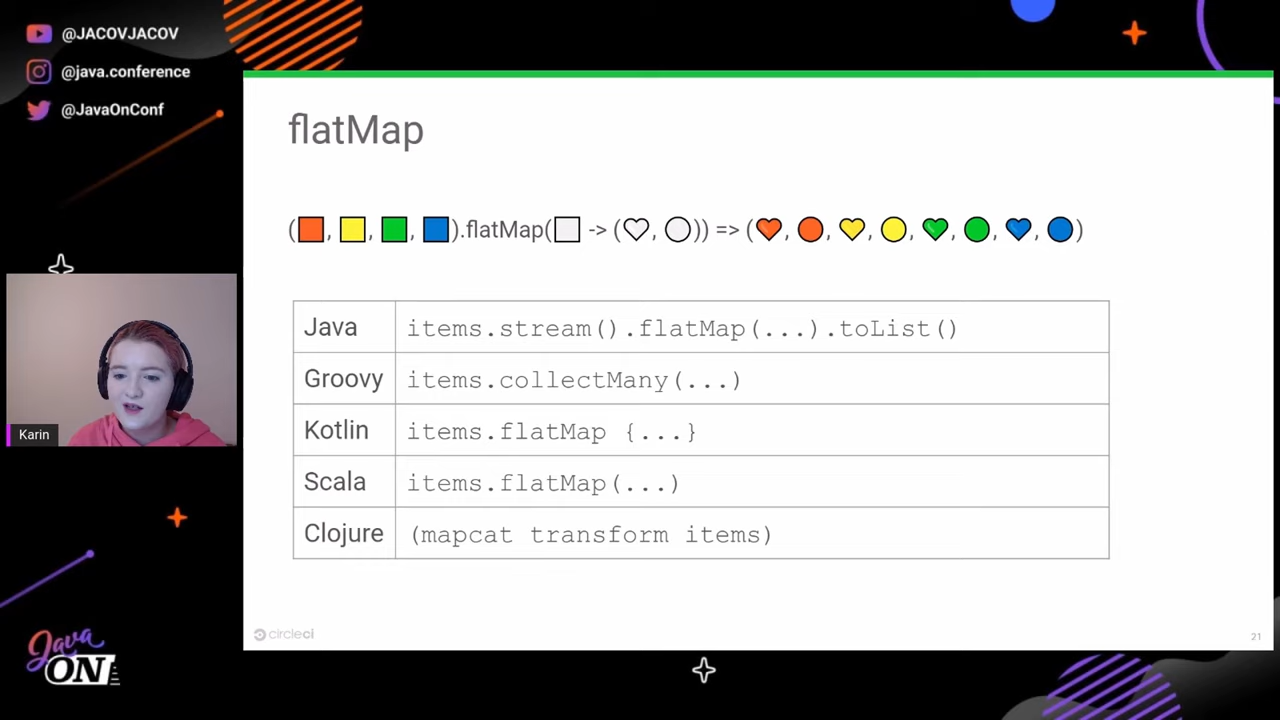 @JACOVJACOV
@java.conference
@JavaOnConf
flatMap
( , , , ).flatMap( -> ( , )) => ( , , , , , , , )
Java items.stream().flatMap(...).toList()
Groovy items.collectMany(...)
Kotlin items.flatMap {...}
Scala items.flatMap(...)
Clojure (mapcat transform items)
Karin
circleci
21
Java
ON